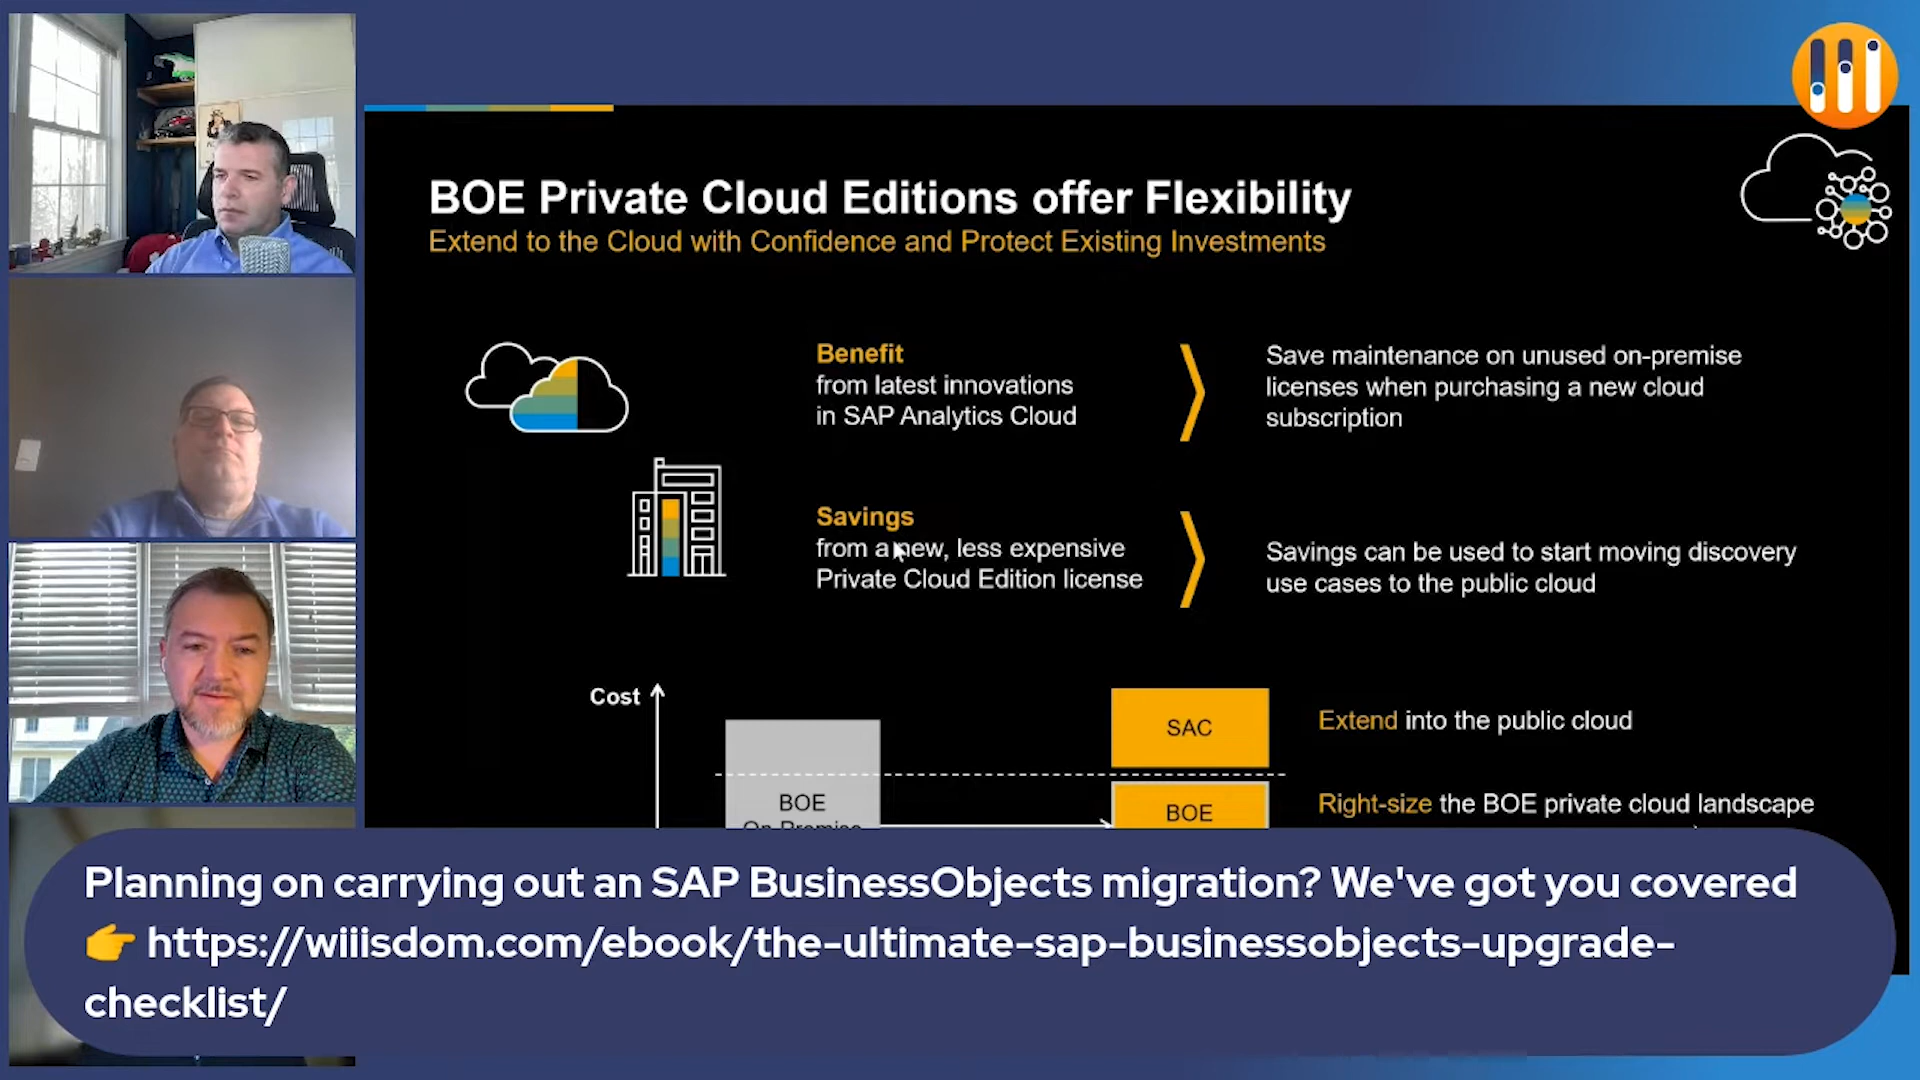 BOE Private Cloud Editions offer Flexibility
Extend to the Cloud with Confidence and Protect Existing Investments
Benefit
from latest innovations
in SAP Analytics Cloud
Save maintenance on unused on-premise
licenses when purchasing a new cloud
subscription
Savings
from a new, less expensive
Private Cloud Edition license
Savings can be used to start moving discovery
use cases to the public cloud
Cost
SAC
Extend into the public cloud
BOE
On-Premise
BOE
Right-size the BOE private cloud landscape
Planning on carrying out an SAP BusinessObjects migration? We've got you covered
👉 https://wiiisdom.com/ebook/the-ultimate-sap-businessobjects-upgrade-
checklist/